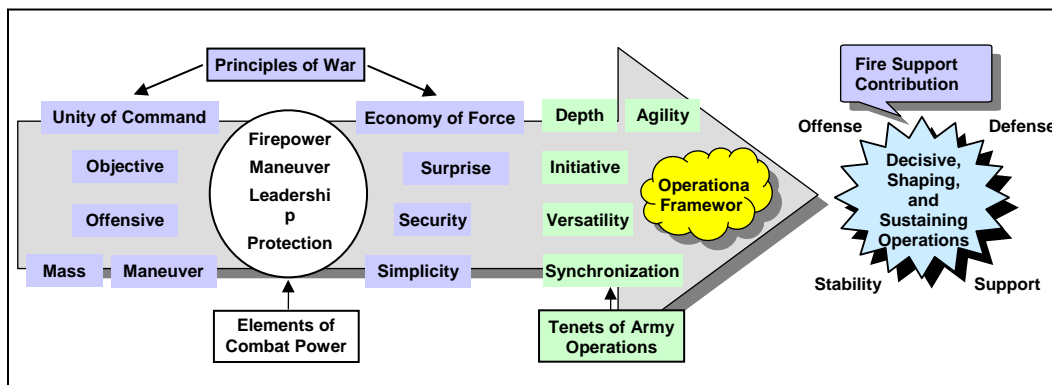 Principles of War
Fire Support
Contribution
Unity of Command
Economy of Force
Depth
Agility
Offense
Defense
Firepower
Maneuver
Leadershi
p
Protection
Objective
Surprise
Initiative
Offensive
Security
Versatility
Operationa
Framewor
Decisive,
Shaping,
and
Sustaining
Operations
Mass
Maneuver
Simplicity
Synchronization
Stability
Support
Elements of
Combat Power
Tenets of Army
Operations